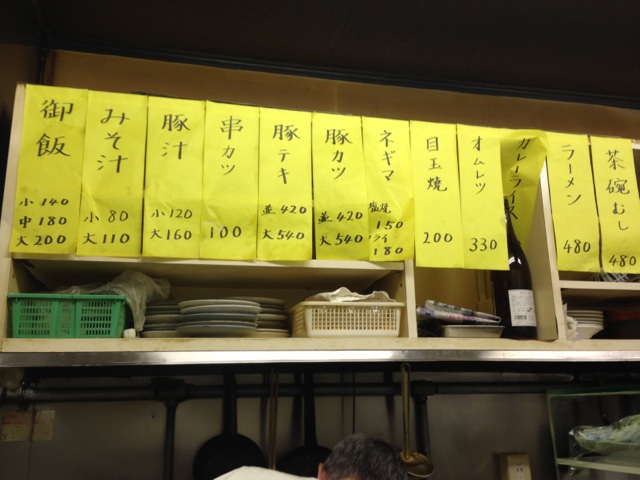 御飯
小 140
中 180
大 200
みそ汁
小 80
大 110
豚汁
小 120
大 160
串カツ
100
豚テキ
並 420
大 540
豚カツ
並 420
大 540
ネギマ
塩焼
150
フライ
180
目玉焼
200
オムレツ
330
カレーライス
ラーメン
480
茶碗むし
480